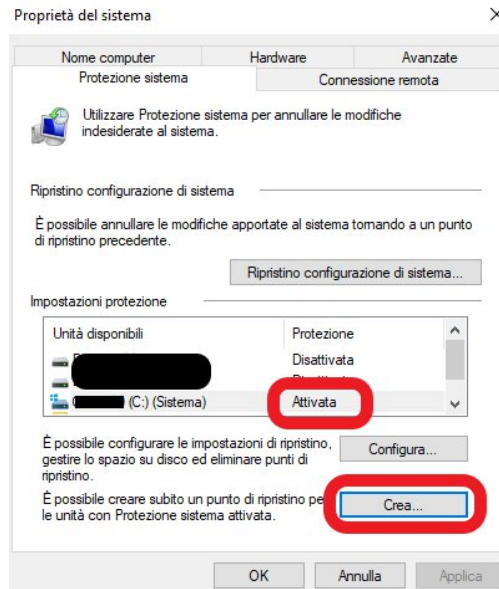 Proprietà del sistema
Nome computer
Hardware
Avanzate
Protezione sistema
Connessione remota
Utilizzare Protezione sistema per annullare le modifiche
indesiderate al sistema.
Ripristino configurazione di sistema
È possibile annullare le modifiche apportate al sistema tornando a un punto
di ripristino precedente.
Ripristino configurazione di sistema...
Impostazioni protezione
Unità disponibili
Protezione
Disattivata
(C:) (Sistema)
Attivata
È possibile configurare le impostazioni di ripristino,
gestire lo spazio su disco ed eliminare punti di
ripristino.
Configura...
È possibile creare subito un punto di ripristino
le unità con Protezione sistema attivata.
Crea...
OK
Annulla
Applica